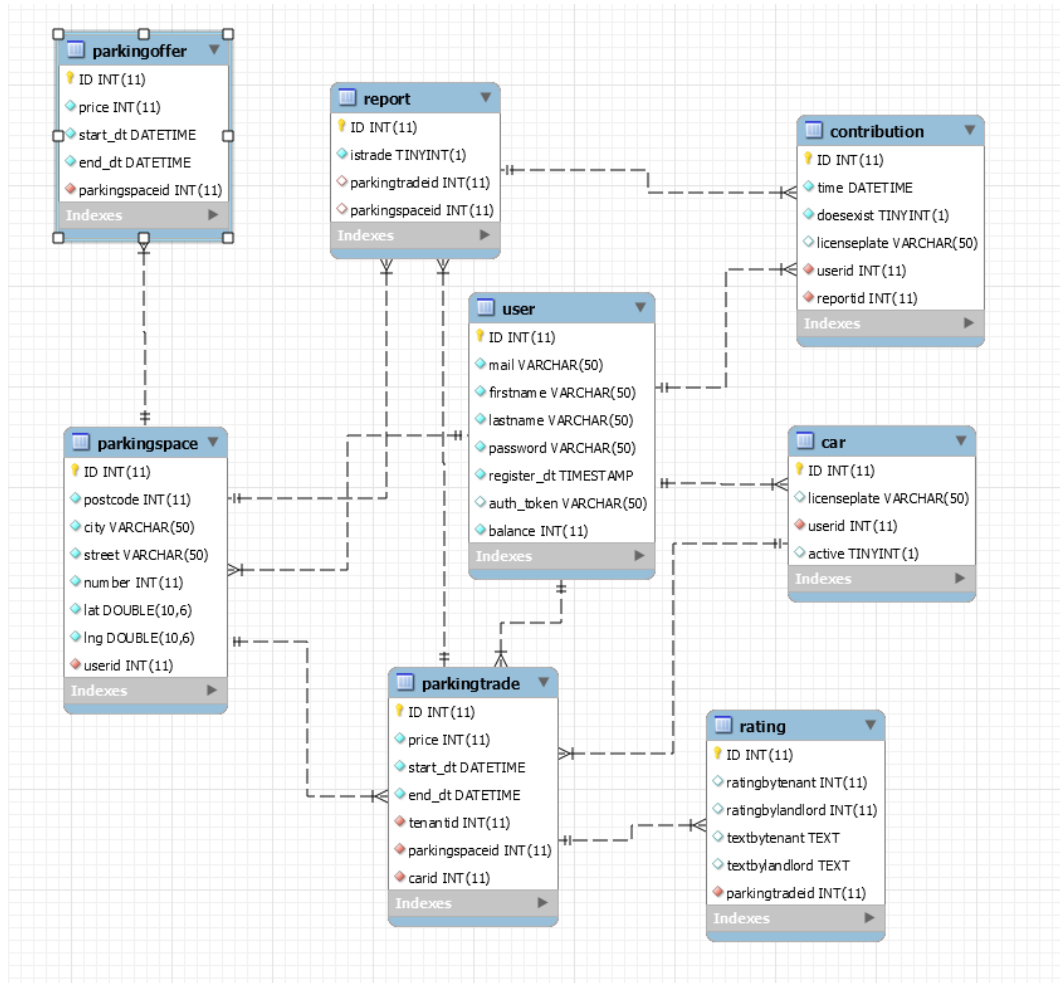 parkingoffer
ID INT(11)
price INT(11)
start_dt DATETIME
end_dt DATETIME
parkingspaceid INT(11)
Indexes
report
ID INT(11)
istrade TINYINT(1)
parkingtradeid INT(11)
parkingspaceid INT(11)
Indexes
contribution
ID INT(11)
time DATETIME
doesexist TINYINT(1)
licenseplate VARCHAR(50)
userid INT(11)
reportid INT(11)
Indexes
user
ID INT(11)
mail VARCHAR(50)
firstname VARCHAR(50)
lastname VARCHAR(50)
password VARCHAR(50)
register_dt TIMESTAMP
auth_token VARCHAR(50)
balance INT(11)
Indexes
parkingspace
ID INT(11)
postcode INT(11)
city VARCHAR(50)
street VARCHAR(50)
number INT(11)
lat DOUBLE(10,6)
lng DOUBLE(10,6)
userid INT(11)
Indexes
car
ID INT(11)
licenseplate VARCHAR(50)
userid INT(11)
active TINYINT(1)
Indexes
parkingtrade
ID INT(11)
price INT(11)
start_dt DATETIME
end_dt DATETIME
tenantid INT(11)
parkingspaceid INT(11)
carid INT(11)
Indexes
rating
ID INT(11)
ratingbytenant INT(11)
ratingbylandlord INT(11)
textbytenant TEXT
textbylandlord TEXT
parkingtradeid INT(11)
Indexes